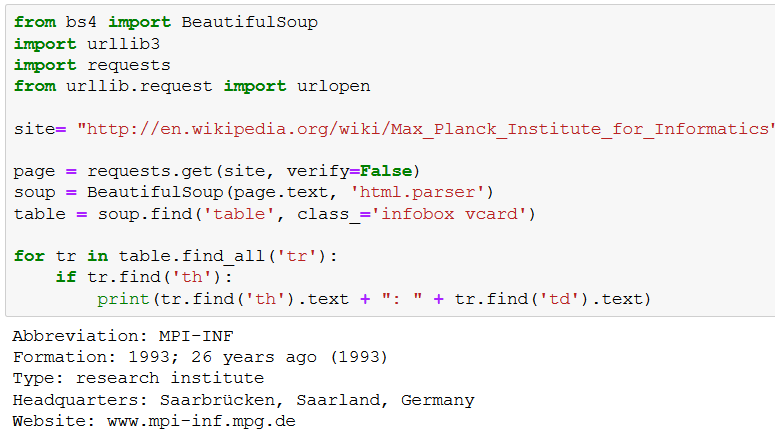 from bs4 import BeautifulSoup
import urllib3
import requests
from urllib.request import urlopen
site= "http://en.wikipedia.org/wiki/Max_Planck_Institute_for_Informatics"
page = requests.get(site, verify=False)
soup = BeautifulSoup(page.text, 'html.parser')
table = soup.find('table', class_='infobox vcard')
for tr in table.find_all('tr'):
    if tr.find('th'):
        print(tr.find('th').text + ": " + tr.find('td').text)
Abbreviation: MPI-INF
Formation: 1993; 26 years ago (1993)
Type: research institute
Headquarters: Saarbrücken, Saarland, Germany
Website: www.mpi-inf.mpg.de